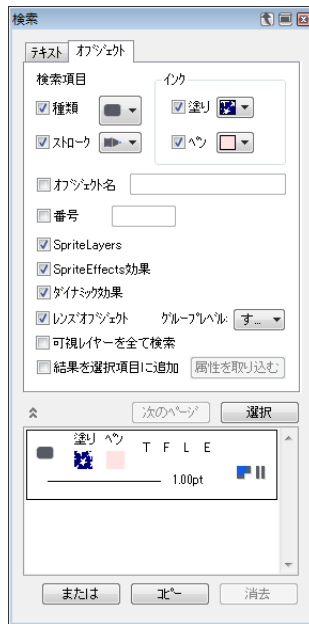 検索
テキスト オブジェクト
検索項目 インク
種類 塗り
ストローク ペン
オブジェクト名
番号
SpriteLayers
SpriteEffects効果
ダイナミック効果
レンズオブジェクト グループレベル: す...
可視レイヤーを全て検索
結果を選択項目に追加 属性を取り込む
次のページ 選択
塗り ペン T F L E
1.00pt
または コピー 消去